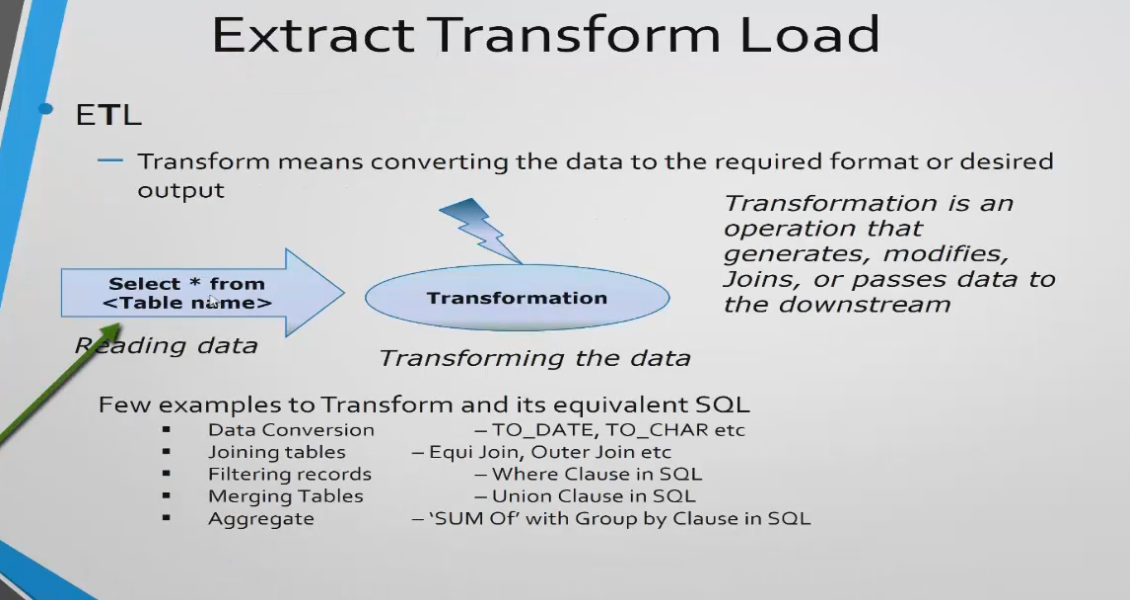 Extract Transform Load
ETL
Transform means converting the data to the required format or desired
output
Transformation is an
operation that
generates, modifies,
Joins, or passes data to
the downstream
Select * from
<Table name>
Transformation
Reading data
Transforming the data
Few examples to Transform and its equivalent SQL
Data Conversion – TO_DATE, TO_CHAR etc
Joining tables – Equi Join, Outer Join etc
Filtering records – Where Clause in SQL
Merging Tables – Union Clause in SQL
Aggregate – ‘SUM Of’ with Group by Clause in SQL